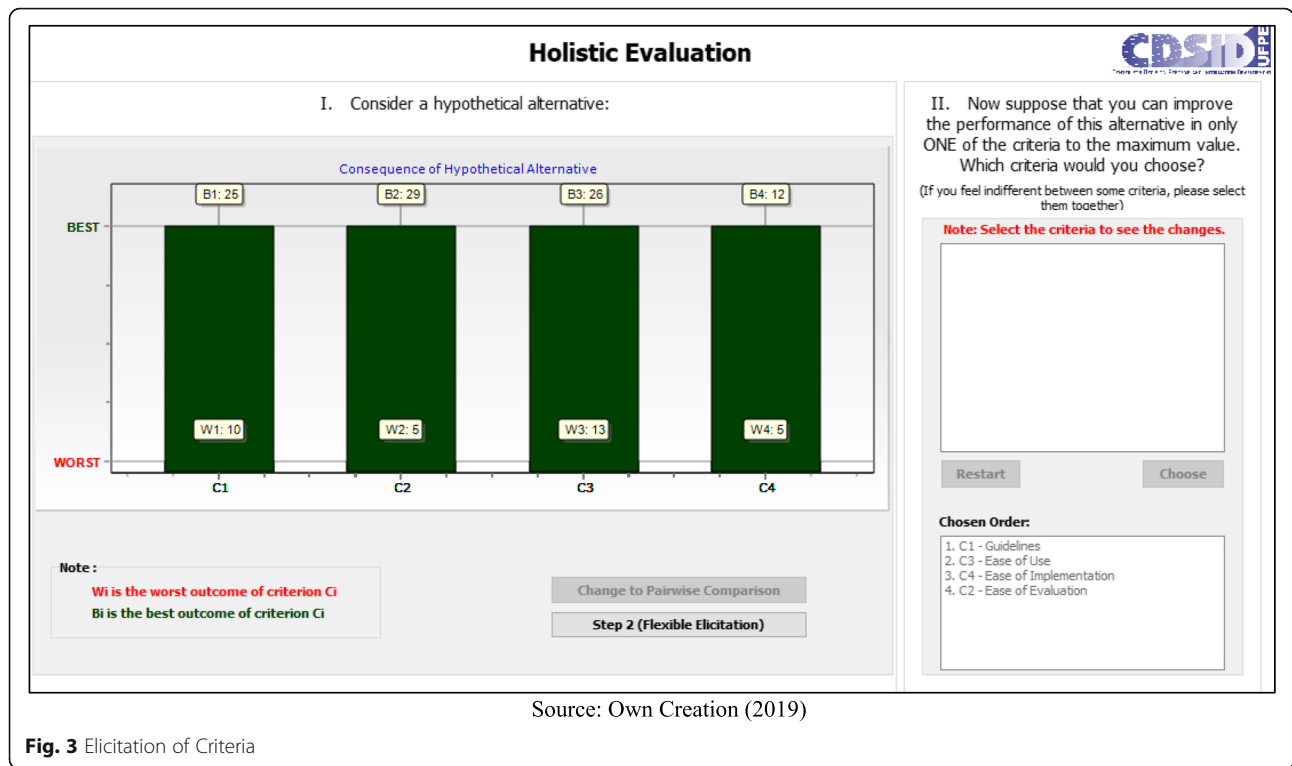 Holistic Evaluation
CDSID UFPE
I. Consider a hypothetical alternative:
Consequence of Hypothetical Alternative
B1: 25
B2: 29
B3: 26
B4: 12
BEST
W1: 10
W2: 5
W3: 13
W4: 5
WORST
C1
C2
C3
C4
Note :
Wi is the worst outcome of criterion Ci
Bi is the best outcome of criterion Ci
Change to Pairwise Comparison
Step 2 (Flexible Elicitation)
II. Now suppose that you can improve
the performance of this alternative in only
ONE of the criteria to the maximum value.
Which criteria would you choose?
(If you feel indifferent between some criteria, please select
them together)
Note: Select the criteria to see the changes.
Restart
Choose
Chosen Order:
1. C1 - Guidelines
2. C3 - Ease of Use
3. C4 - Ease of Implementation
4. C2 - Ease of Evaluation
Source: Own Creation (2019)
Fig. 3 Elicitation of Criteria